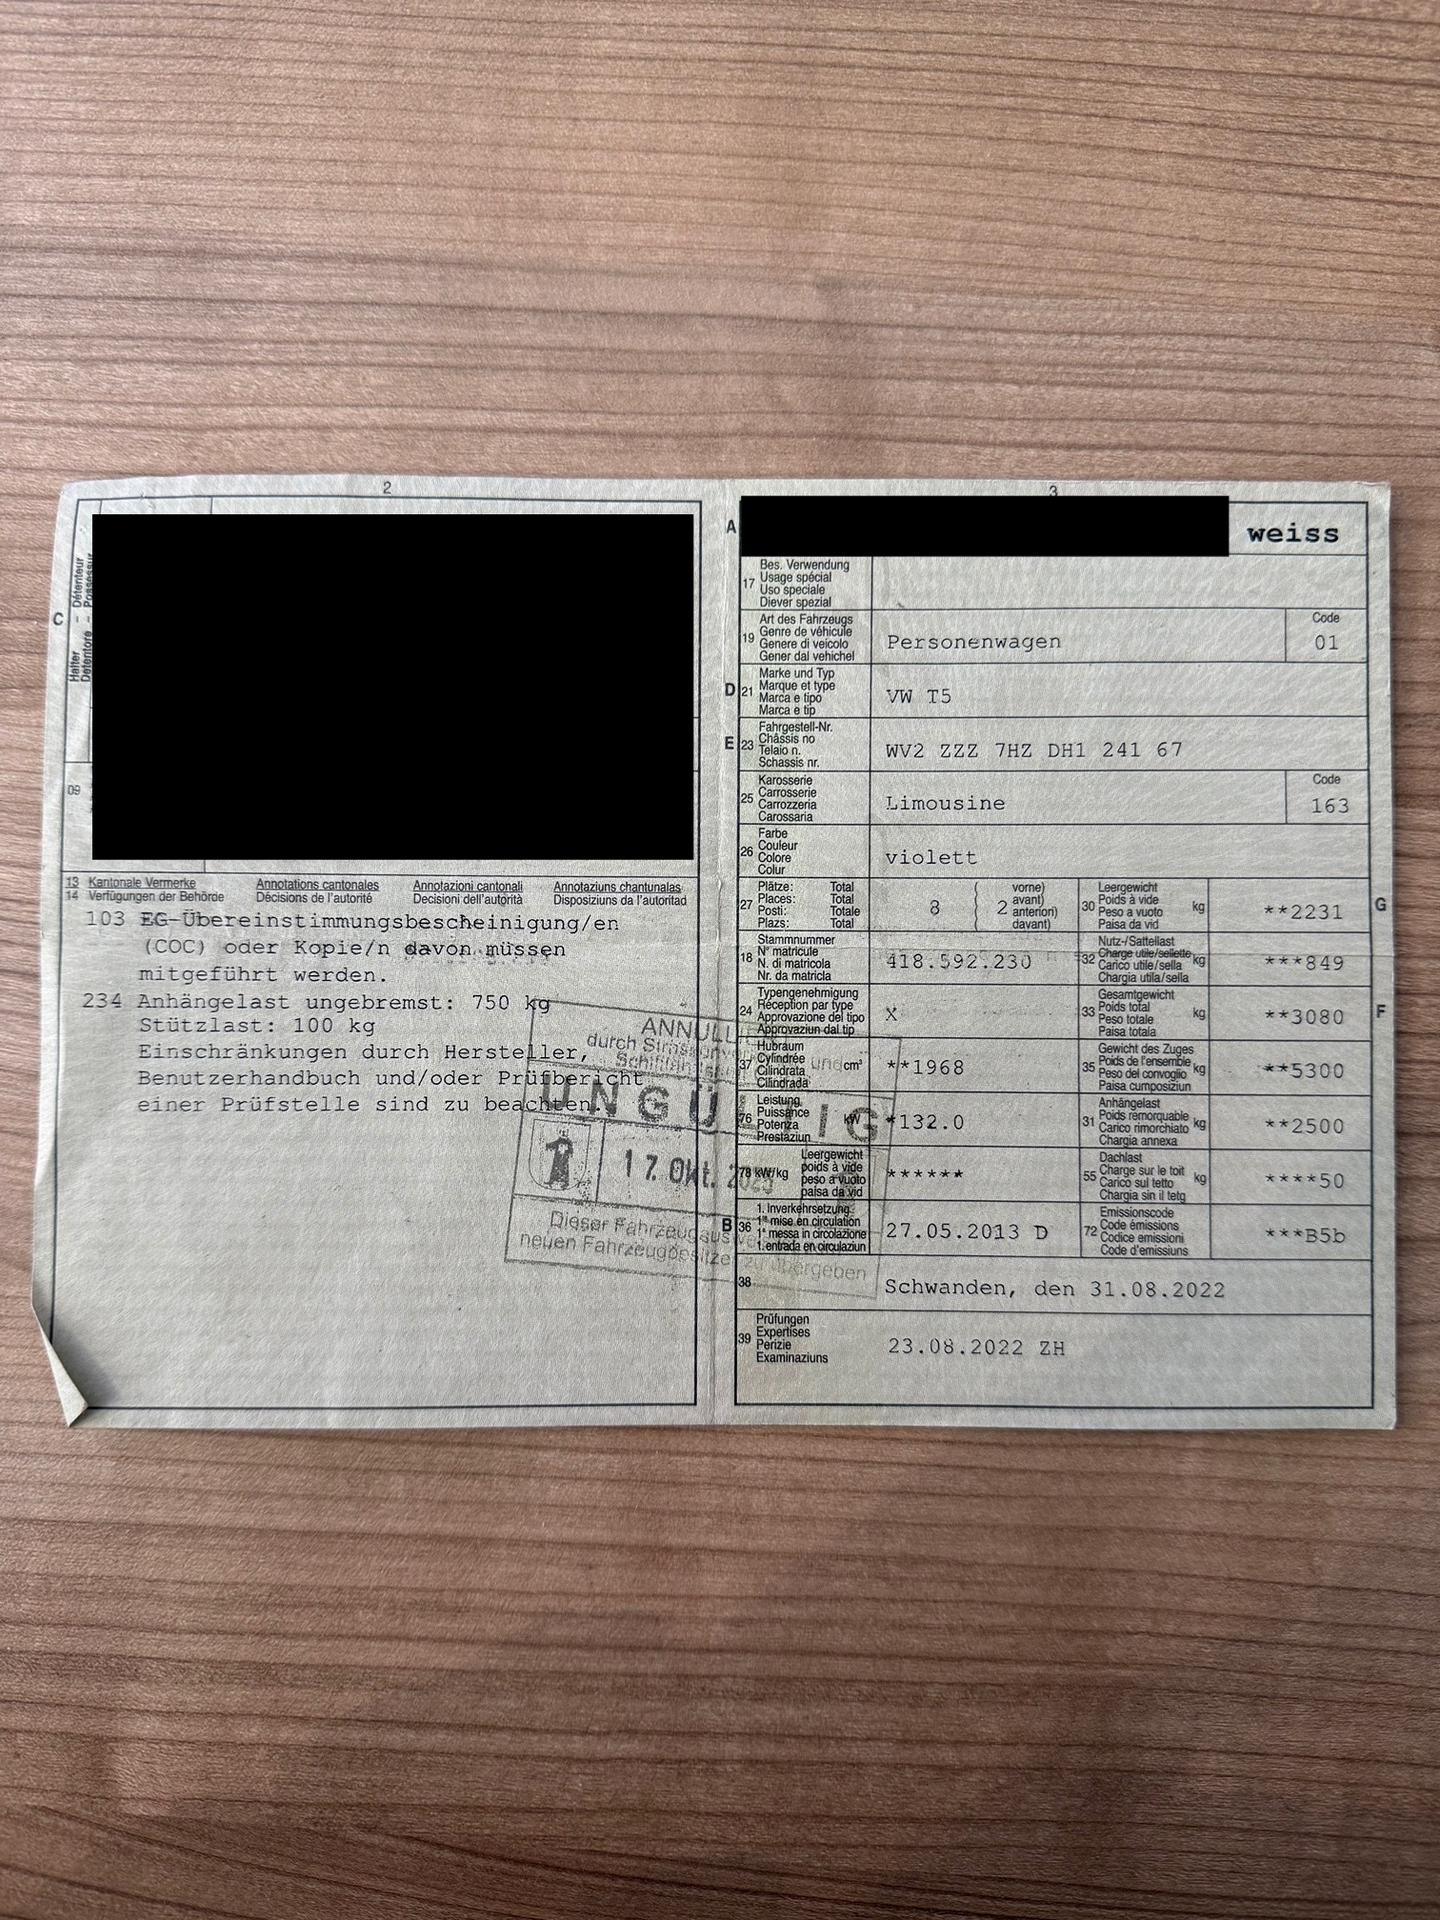 2
C
Halter – Détenteur
Detentore – Possessur
09
13 Kantonale Vermerke Annotations cantonales Annotazioni cantonali Annotaziuns chantunalas
14 Verfügungen der Behörde Décisions de l'autorité Decisioni dell'autorità Disposiziuns da l'autoritad
103 EG-Übereinstimmungsbescheinigung/en
(COC) oder Kopie/n davon müssen
mitgeführt werden.
234 Anhängelast ungebremst: 750 kg
Stützlast: 100 kg
Einschränkungen durch Hersteller,
Benutzerhandbuch und/oder Prüfbericht
einer Prüfstelle sind zu beachten.
durch
und
UNGÜLTIG
17. Okt.
Dieser
neuen Fahrzeugbesitzer zu übergeben
3
A
weiss
17 Bes. Verwendung
Usage spécial
Uso speciale
Diever spezial
19 Art des Fahrzeugs
Genre de véhicule
Genere di veicolo
Gener dal vehichel
Personenwagen
Code
01
D 21 Marke und Typ
Marque et type
Marca e tipo
Marca e tip
VW T5
E 23 Fahrgestell-Nr.
Châssis no
Telaio n.
Schassis nr.
WV2 ZZZ 7HZ DH1 241 67
25 Karosserie
Carrosserie
Carrozzeria
Carossaria
Limousine
Code
163
26 Farbe
Couleur
Colore
Colur
violett
27 Plätze: Total
Places: Total
Posti: Totale
Plazs: Total
8
( vorne)
( avant)
( anterior)
( davant)
2
30 Leergewicht
Poids à vide
Peso a vuoto
Paisa da vid
kg
**2231
G
18 Stammnummer
N° matricule
N. di matricola
Nr. da matricla
418.592.230
32 Nutz-/Sattellast
Charge utile/sellette
Carico utile/sella
Chargia utila/sella
kg
***849
24 Typengenehmigung
Réception par type
Approvazione del tipo
Approvaziun dal tip
X
33 Gesamtgewicht
Poids total
Peso totale
Paisa totala
kg
**3080
F
37 Hubraum
Cylindrée
Cilindrata
Cilindrada
cm³
**1968
35 Gewicht des Zuges
Poids de l'ensemble
Peso del convoglio
Paisa cumposiziun
kg
**5300
76 Leistung
Puissance
Potenza
Prestaziun
kW
*132.0
31 Anhängelast
Poids remorquable
Carico rimorchiato
Chargia annexa
kg
**2500
78 kW/kg Leergewicht
poids à vide
peso a vuoto
paisa da vid
******
55 Dachlast
Charge sur le toit
Carico sul tetto
Chargia sin il tetg
kg
****50
B 36 1. Inverkehrsetzung
1re mise en circulation
1a messa in circolazione
1. entrada en circulaziun
27.05.2013 D
72 Emissionscode
Code émissions
Codice emissioni
Code d'emissiuns
***B5b
38
Schwanden, den 31.08.2022
39 Prüfungen
Expertises
Perizie
Examinaziuns
23.08.2022 ZH